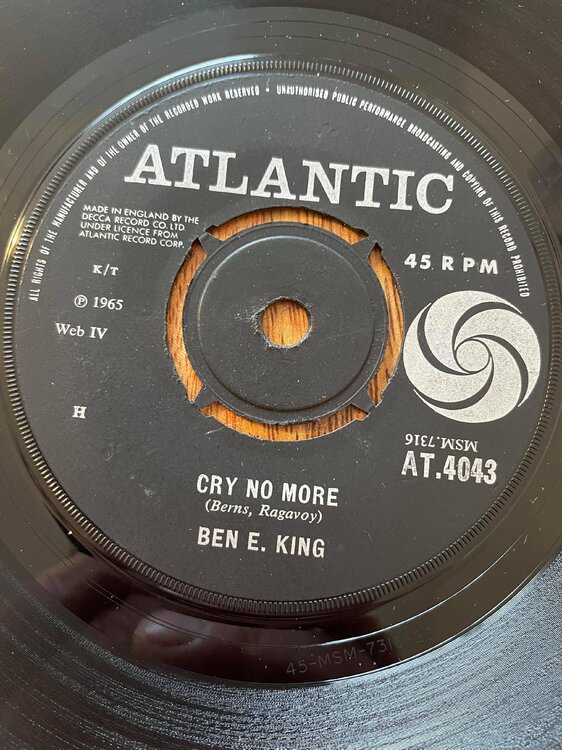 ALL RIGHTS OF THE MANUFACTURER AND OF THE OWNER OF THE RECORDED WORK RESERVED · UNAUTHORISED PUBLIC PERFORMANCE BROADCASTING AND COPYING OF THIS RECORD PROHIBITED
ATLANTIC
MADE IN ENGLAND BY THE
DECCA RECORD CO. LTD.
UNDER LICENCE FROM
ATLANTIC RECORD CORP.
K/T
℗ 1965
Web IV
H
45 RPM
MSM.7316
AT.4043
CRY NO MORE
(Berns, Ragavoy)
BEN E. KING
45-MSM-731